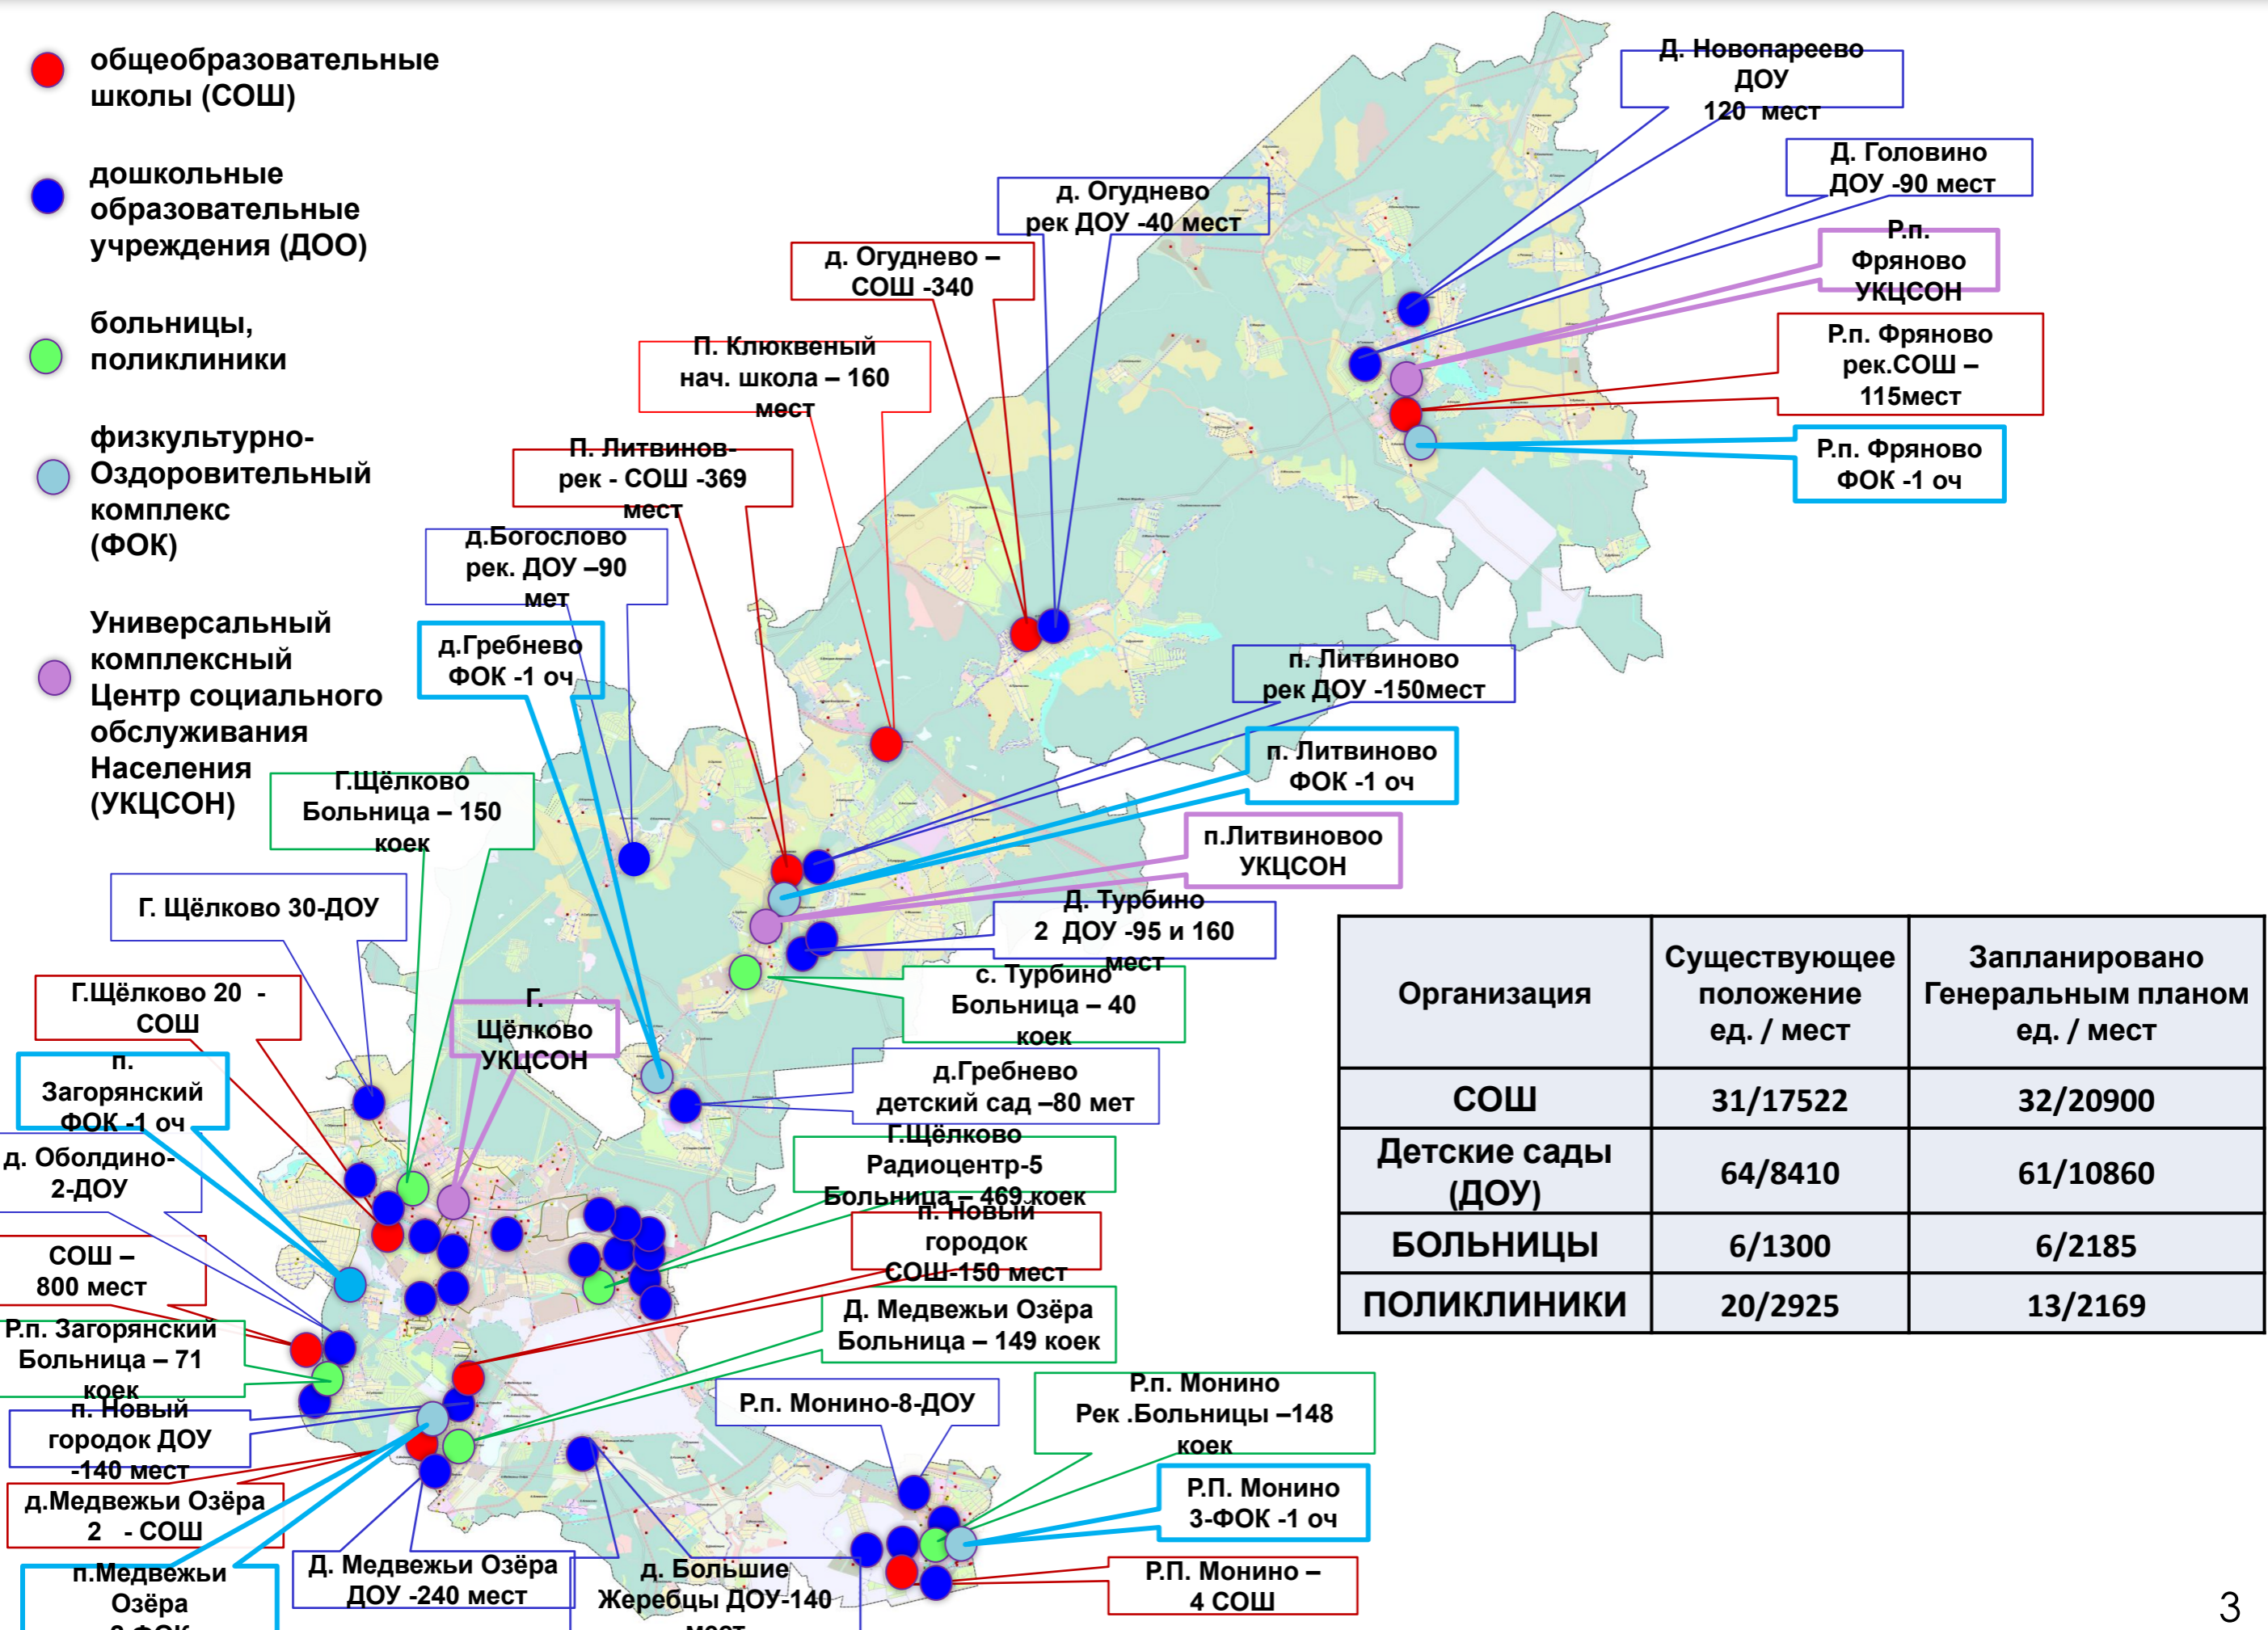 общеобразовательные
школы (СОШ)
дошкольные
образовательные
учреждения (ДОО)
больницы,
поликлиники
физкультурно-
Оздоровительный
комплекс
(ФОК)
Универсальный
комплексный
Центр социального
обслуживания
Населения
(УКЦСОН)
Д. Новопареево
ДОУ
120 мест
Д. Головино
ДОУ -90 мест
Р.п.
Фряново
УКЦСОН
Р.п. Фряново
рек.СОШ –
115мест
Р.п. Фряново
ФОК -1 оч
д. Огуднево
рек ДОУ -40 мест
д. Огуднево –
СОШ -340
П. Клюквеный
нач. школа – 160
мест
П. Литвинов-
рек - СОШ -369
мест
д.Богослово
рек. ДОУ –90
мет
д.Гребнево
ФОК -1 оч
п. Литвиново
рек ДОУ -150мест
п. Литвиново
ФОК -1 оч
п.Литвиновоо
УКЦСОН
Д. Турбино
2 ДОУ -95 и 160
мест
с. Турбино
Больница – 40
коек
д.Гребнево
детский сад –80 мет
Г.Щёлково
Больница – 150
коек
Г. Щёлково 30-ДОУ
Г.Щёлково 20 -
СОШ
Г.
Щёлково
УКЦСОН
п.
Загорянский
ФОК -1 оч
д. Оболдино-
2-ДОУ
СОШ –
800 мест
Р.п. Загорянский
Больница – 71
коек
п. Новый
городок ДОУ
-140 мест
д.Медвежьи Озёра
2 - СОШ
п.Медвежьи
Озёра
Г.Щёлково
Радиоцентр-5
Больница – 469 коек
п. Новый
городок
СОШ-150 мест
Д. Медвежьи Озёра
Больница – 149 коек
Р.п. Монино-8-ДОУ
Р.п. Монино
Рек .Больницы –148
коек
Р.П. Монино
3-ФОК -1 оч
Р.П. Монино –
4 СОШ
Д. Медвежьи Озёра
ДОУ -240 мест
д. Большие
Жеребцы ДОУ-140
мест
Организация
Существующее
положение
ед. / мест
Запланировано
Генеральным планом
ед. / мест
СОШ
31/17522
32/20900
Детские сады
(ДОУ)
64/8410
61/10860
БОЛЬНИЦЫ
6/1300
6/2185
ПОЛИКЛИНИКИ
20/2925
13/2169
3